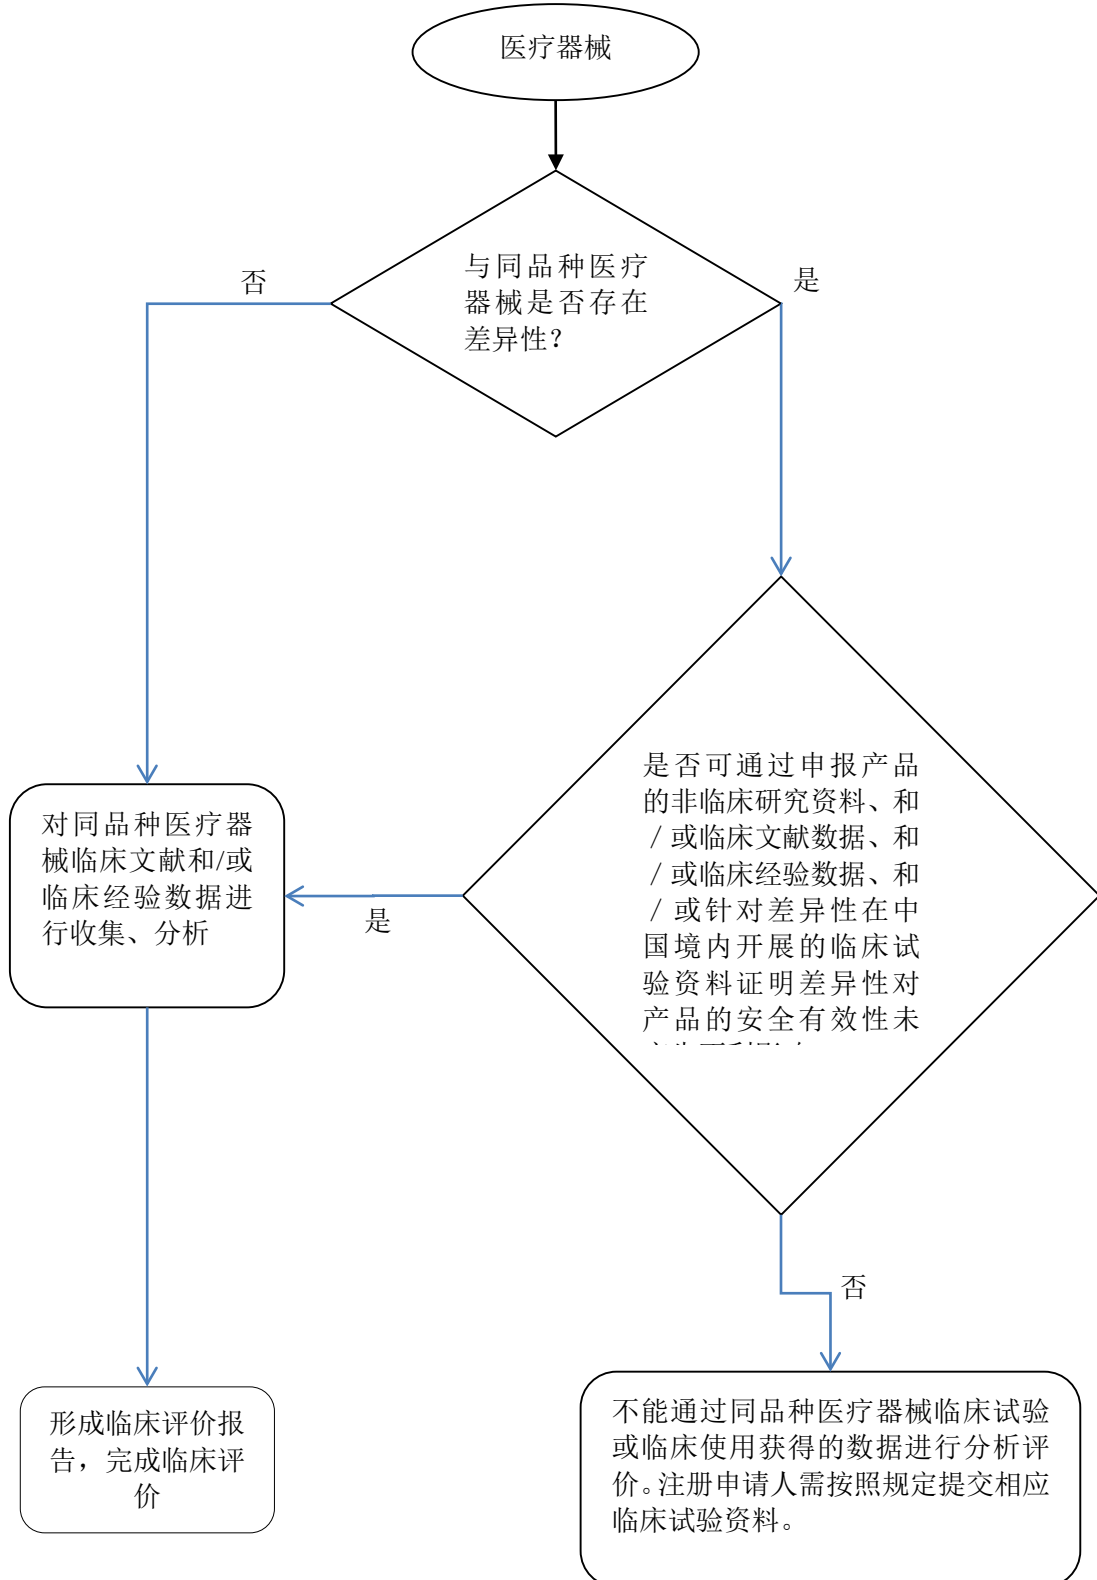 医疗器械
与同品种医疗
器械是否存在
差异性？
否
是
是否可通过申报产品
的非临床研究资料、和
/或临床文献数据、和
/或临床经验数据、和
/或针对差异性在中
国境内开展的临床试
验资料证明差异性对
产品的安全有效性未
对同品种医疗器
械临床文献和/或
临床经验数据进
行收集、分析
是
否
形成临床评价报
告，完成临床评
价
不能通过同品种医疗器械临床试验
或临床使用获得的数据进行分析评
价。注册申请人需按照规定提交相应
临床试验资料。